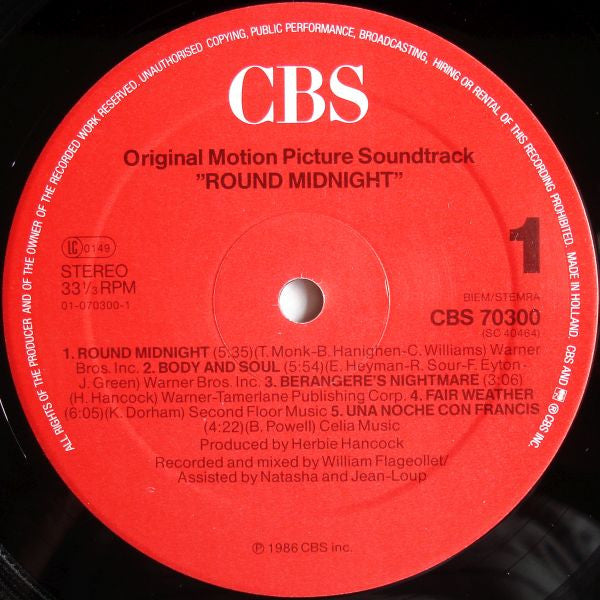 ALL RIGHTS OF THE PRODUCER AND OF THE OWNER OF THE RECORDED WORK RESERVED. UNAUTHORISED COPYING, PUBLIC PERFORMANCE, BROADCASTING, HIRING OR RENTAL OF THIS RECORDING PROHIBITED. MADE IN HOLLAND. CBS AND ℗ CBS INC.
CBS
Original Motion Picture Soundtrack
"ROUND MIDNIGHT"
1
LC 0149
STEREO
33 1/3 RPM
01-070300-1
BIEM/STEMRA
CBS 70300
(SC 40464)
1. ROUND MIDNIGHT (5:35)(T. Monk-B. Hanighen-C. Williams) Warner
Bros. Inc. 2. BODY AND SOUL (5:54)(E. Heyman-R. Sour-F. Eyton-
J. Green) Warner Bros. Inc. 3. BERANGERE'S NIGHTMARE (3:06)
(H. Hancock) Warner-Tamerlane Publishing Corp. 4. FAIR WEATHER
(6:05)(K. Dorham) Second Floor Music 5. UNA NOCHE CON FRANCIS
(4:22)(B. Powell) Celia Music
Produced by Herbie Hancock
Recorded and mixed by William Flageollet/
Assisted by Natasha and Jean-Loup
℗ 1986 CBS inc.